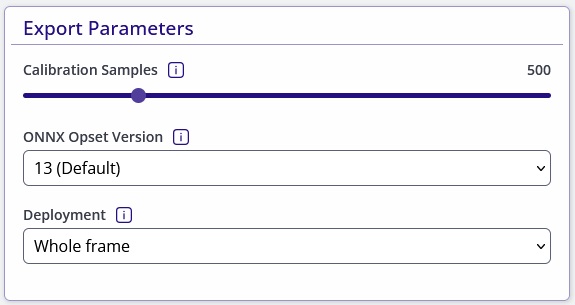 Export Parameters
Calibration Samples i 500
ONNX Opset Version i
13 (Default)
Deployment i
Whole frame